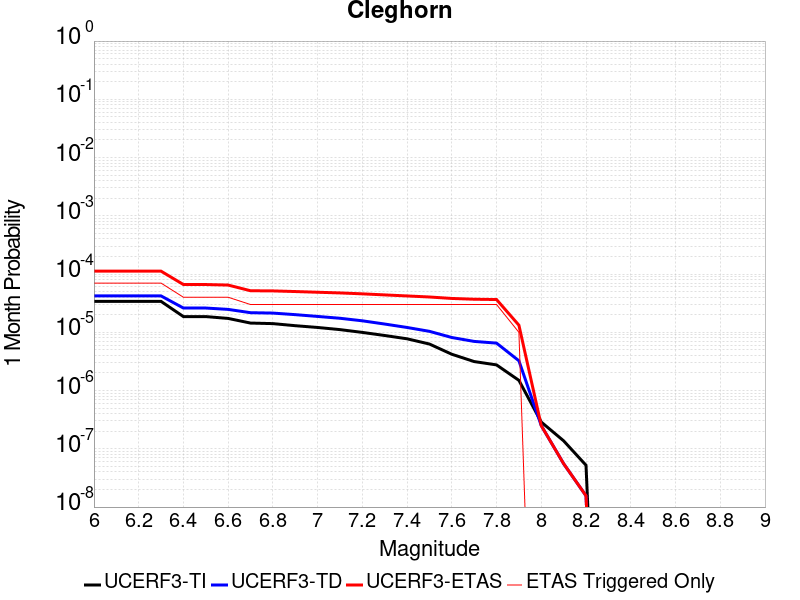 Cleghorn
10^0
10^-1
10^-2
10^-3
10^-4
10^-5
10^-6
10^-7
10^-8
1 Month Probability
6 6.2 6.4 6.6 6.8 7 7.2 7.4 7.6 7.8 8 8.2 8.4 8.6 8.8 9
Magnitude
UCERF3-TI UCERF3-TD UCERF3-ETAS ETAS Triggered Only